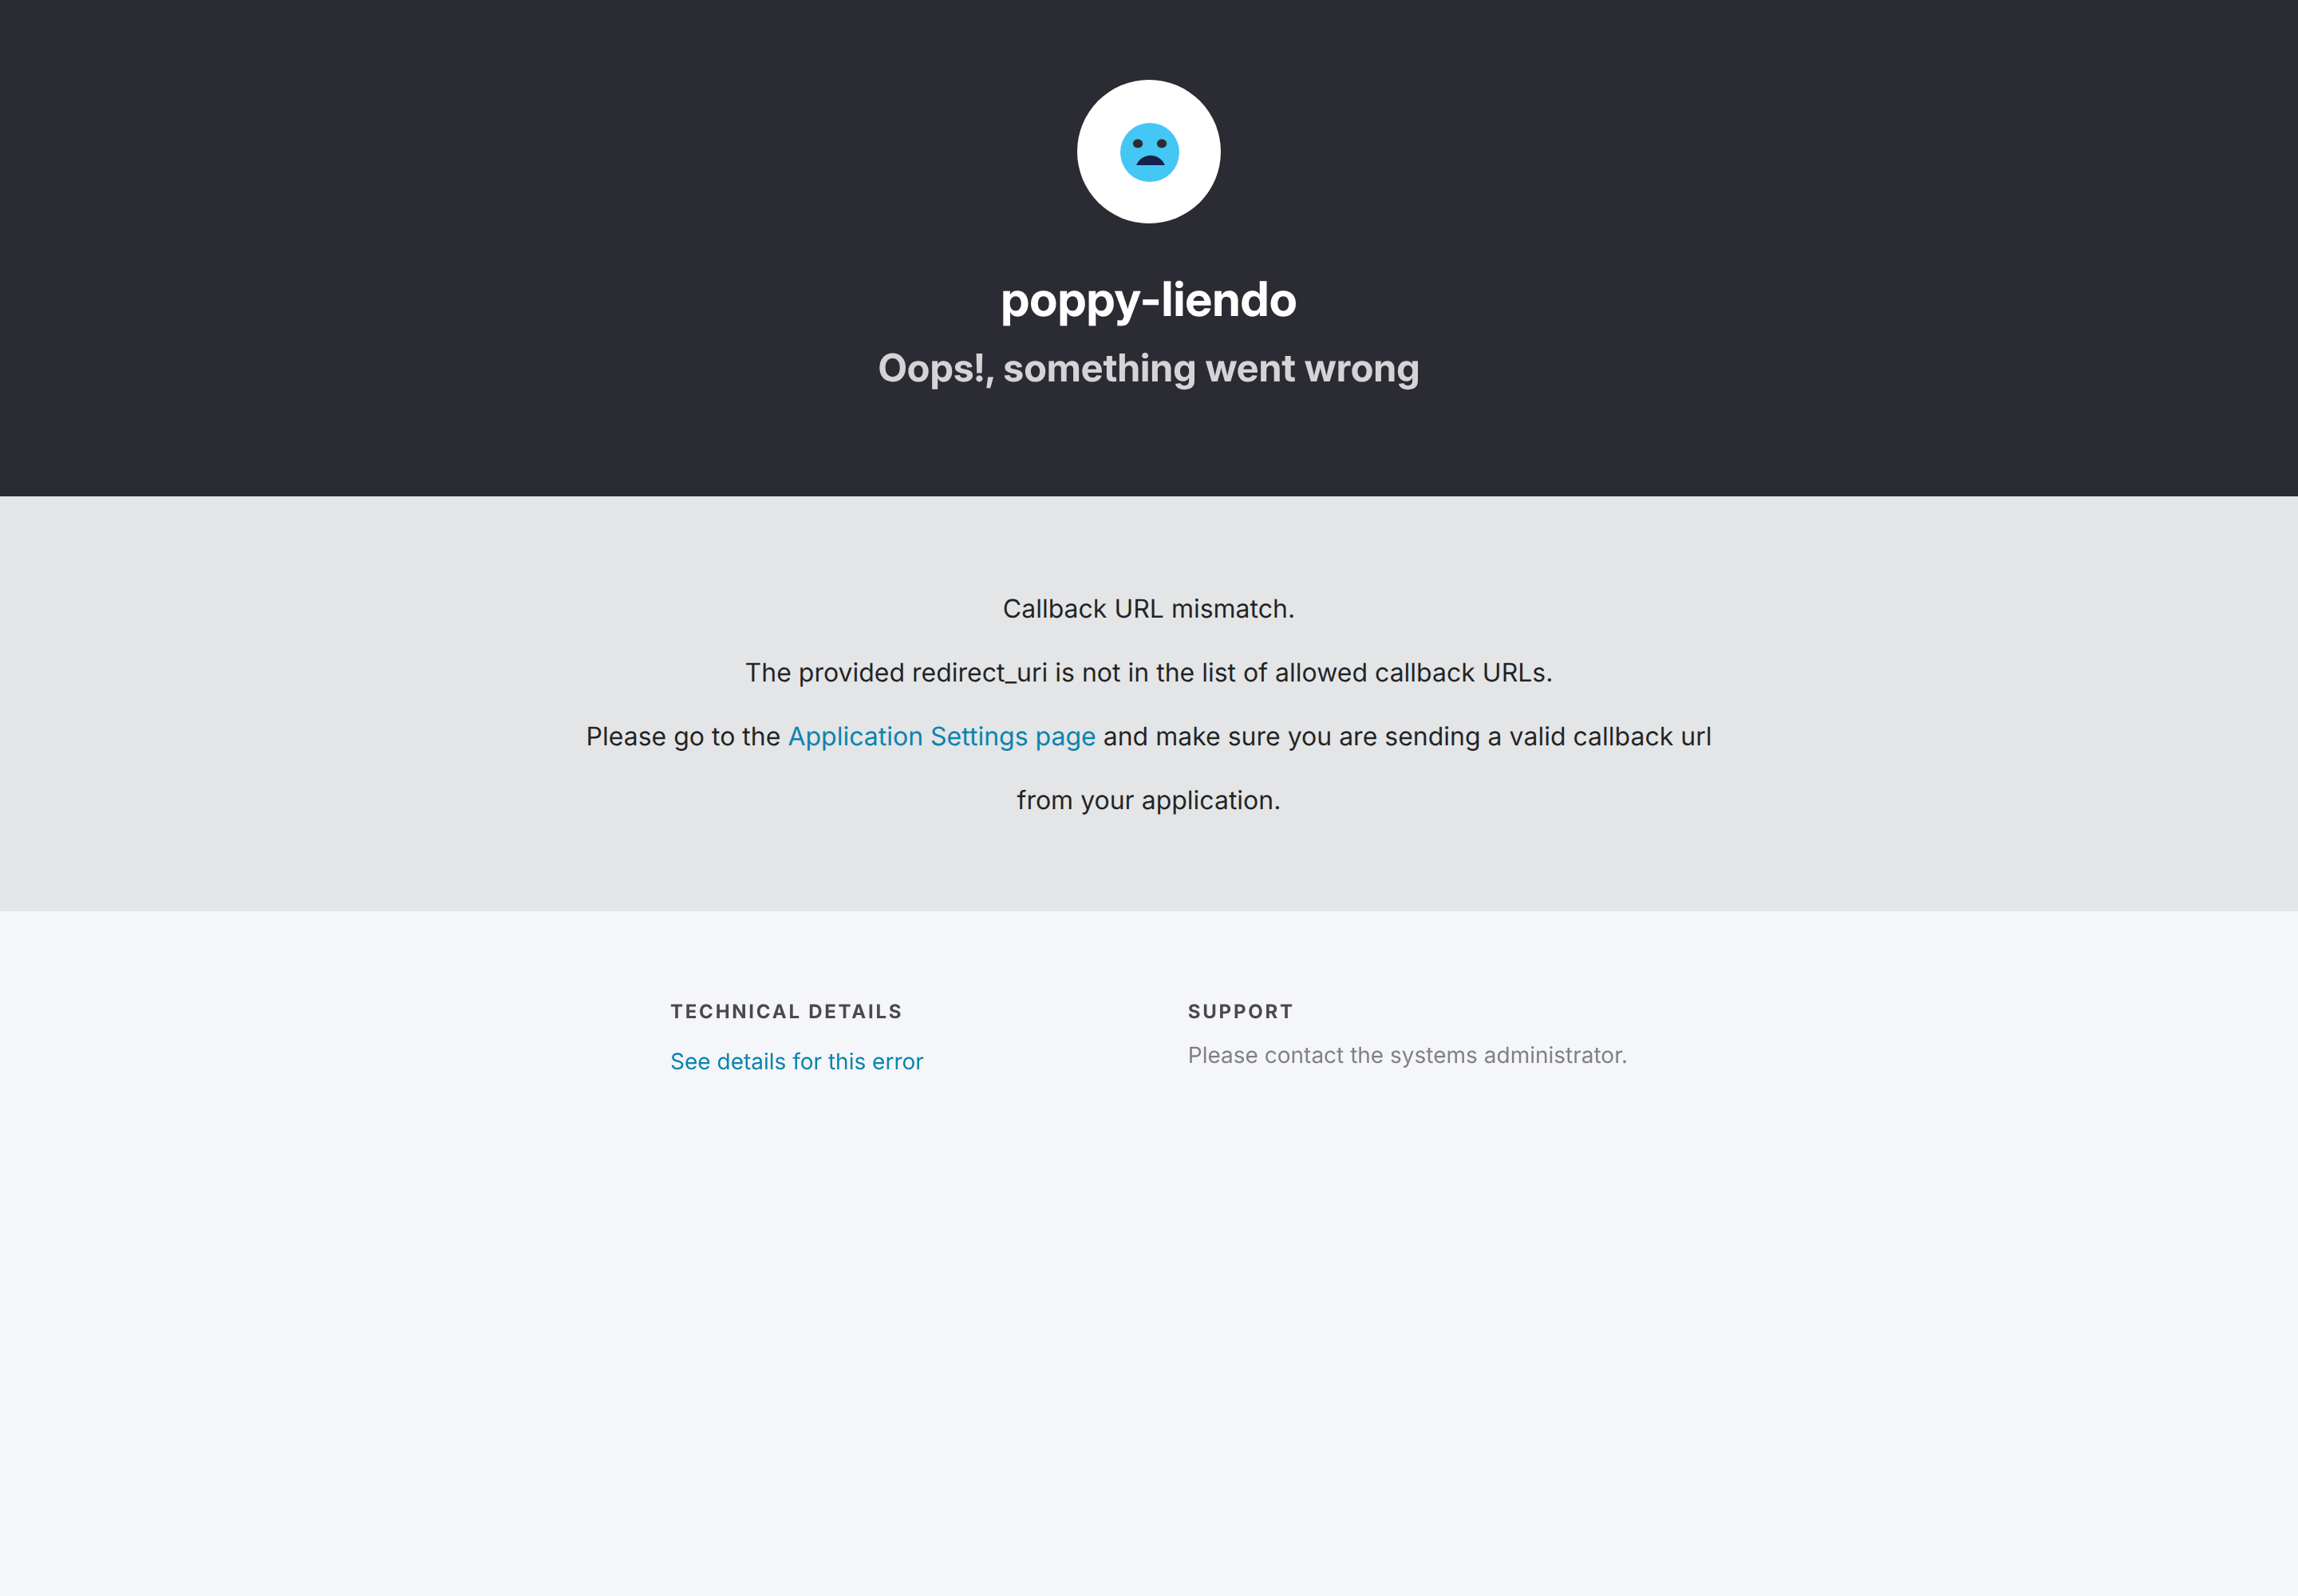 poppy-liendo
Oops!, something went wrong
Callback URL mismatch.
The provided redirect_uri is not in the list of allowed callback URLs.
Please go to the Application Settings page and make sure you are sending a valid callback url
from your application.
TECHNICAL DETAILS
See details for this error
SUPPORT
Please contact the systems administrator.